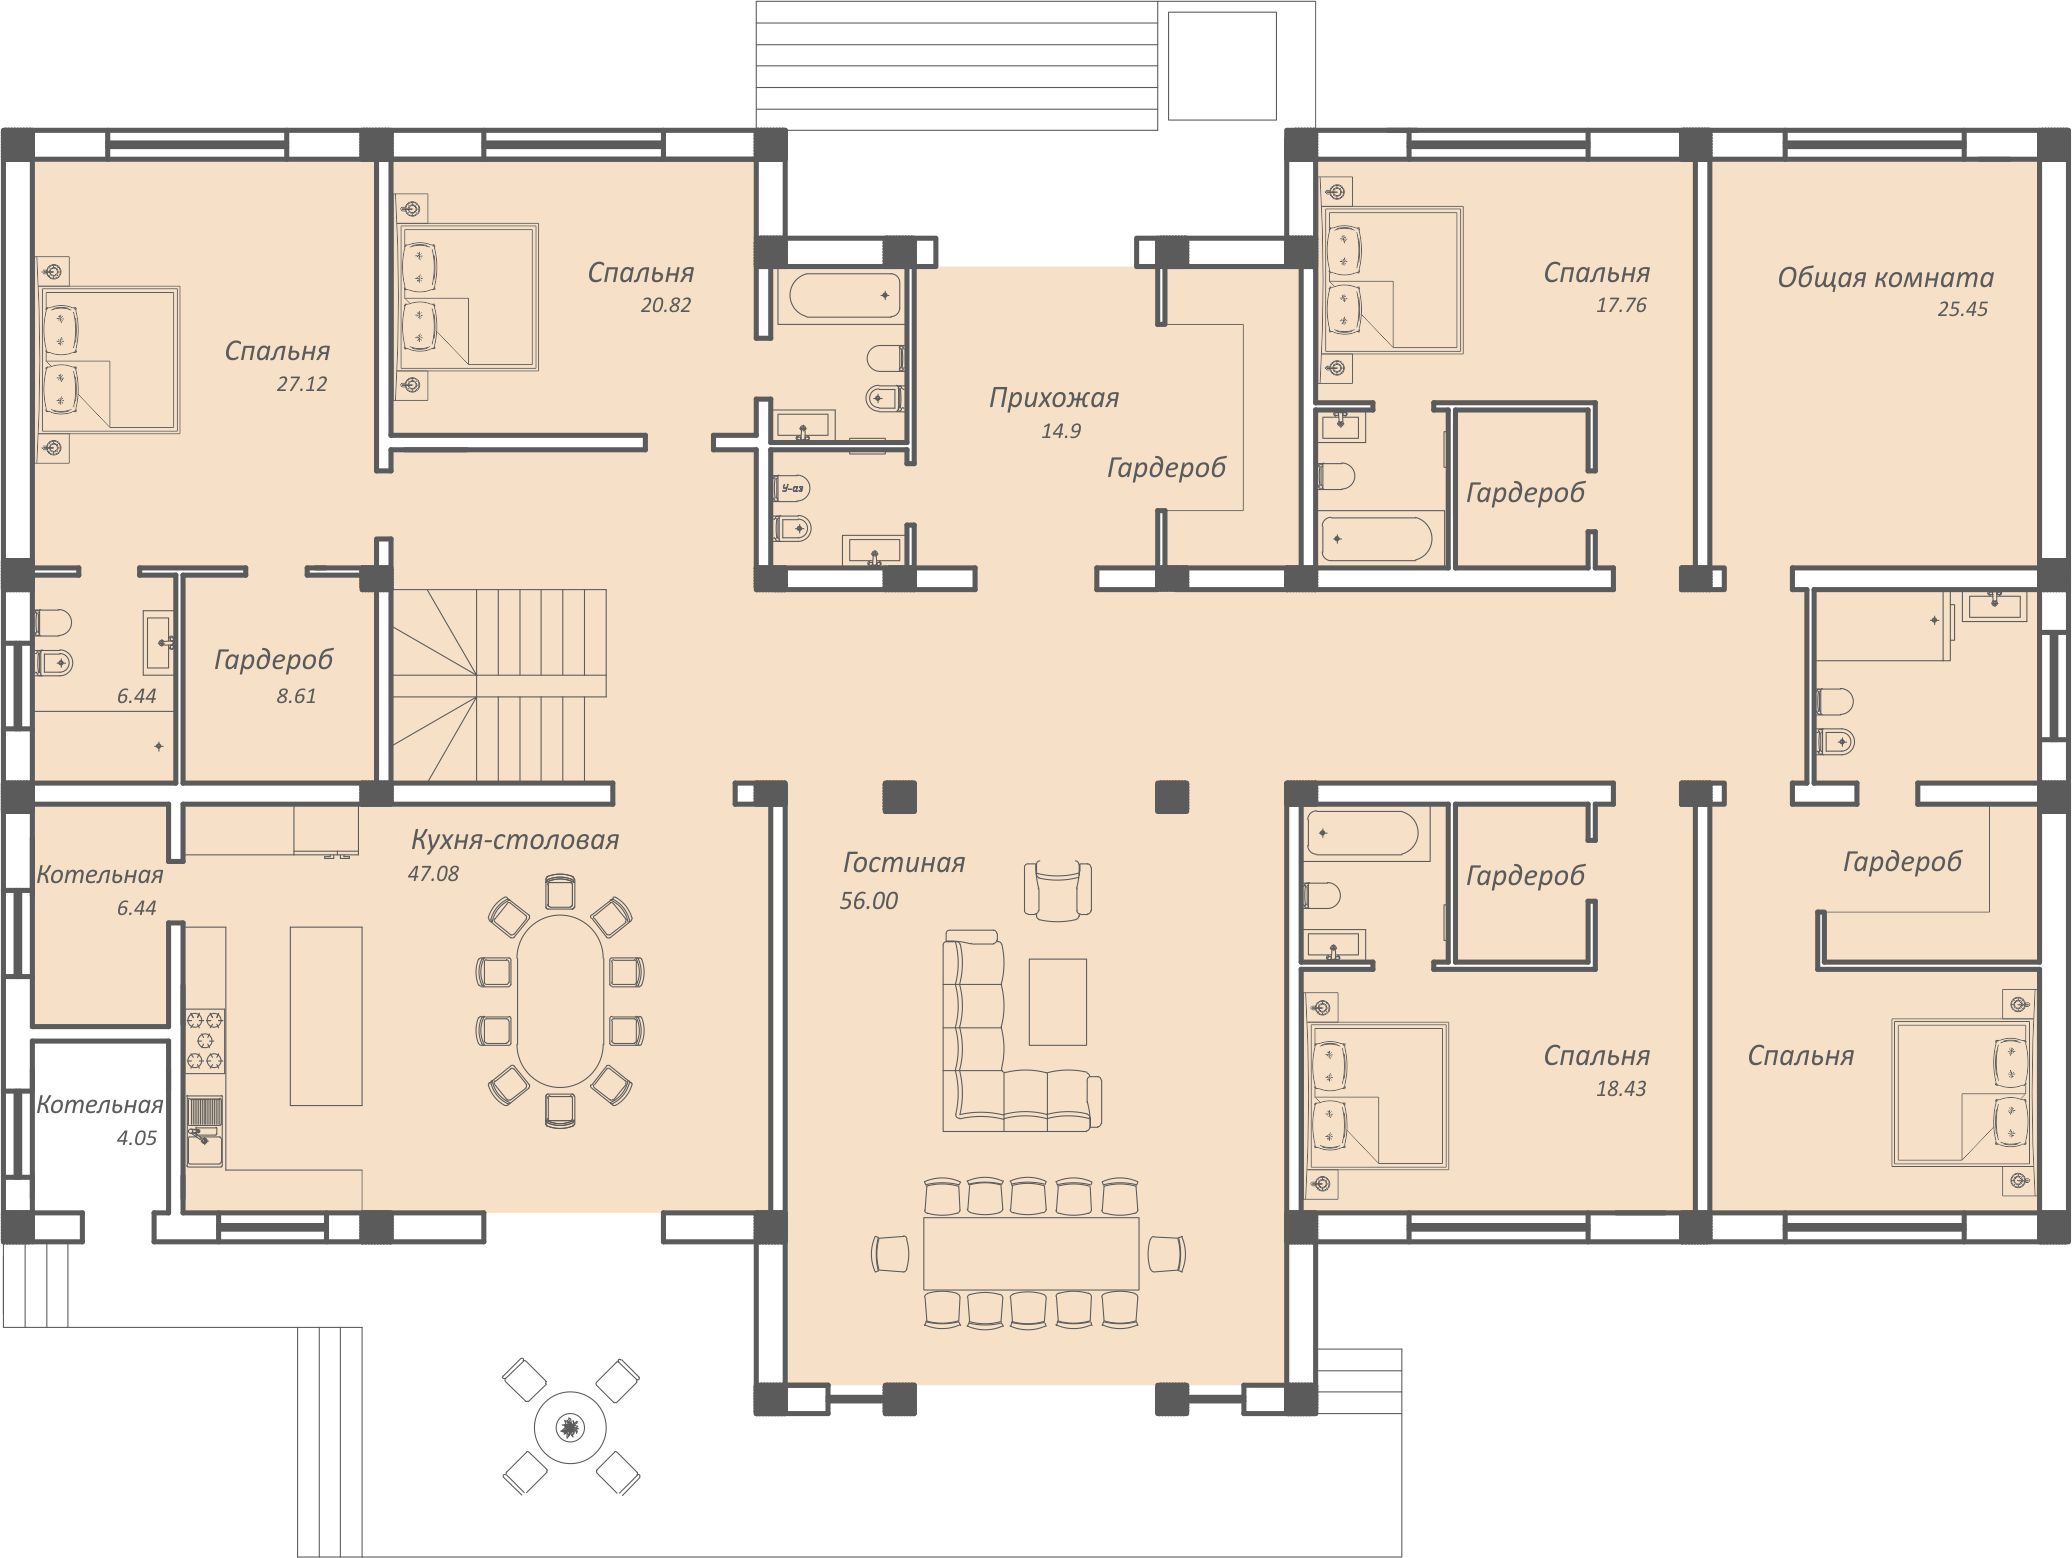 Спальня
20.82
Спальня
17.76
Общая комната
25.45
Спальня
27.12
Прихожая
14.9
Гардероб
Гардероб
У-аз
Гардероб
8.61
6.44
Кухня-столовая
47.08
Котельная
6.44
Гостиная
56.00
Гардероб
Гардероб
Котельная
4.05
Спальня
18.43
Спальня